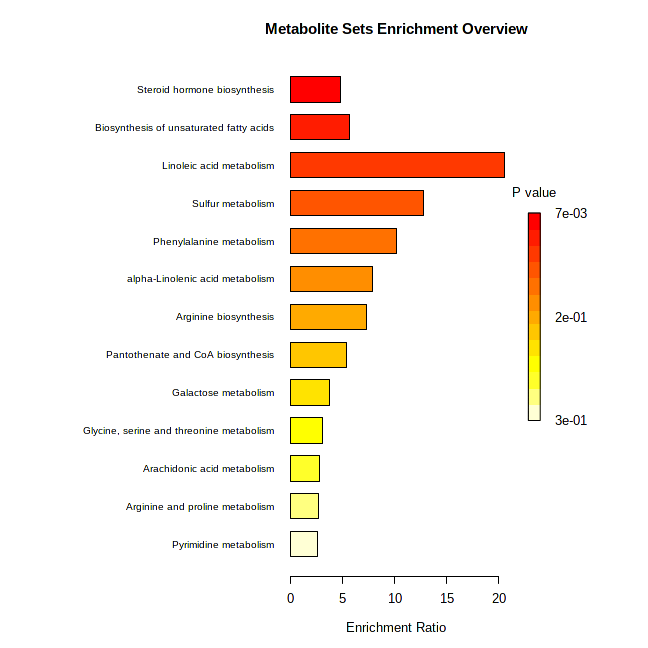 Metabolite Sets Enrichment Overview
Steroid hormone biosynthesis
Biosynthesis of unsaturated fatty acids
Linoleic acid metabolism
Sulfur metabolism
Phenylalanine metabolism
alpha-Linolenic acid metabolism
Arginine biosynthesis
Pantothenate and CoA biosynthesis
Galactose metabolism
Glycine, serine and threonine metabolism
Arachidonic acid metabolism
Arginine and proline metabolism
Pyrimidine metabolism
P value
7e-03
2e-01
3e-01
0 5 10 15 20
Enrichment Ratio